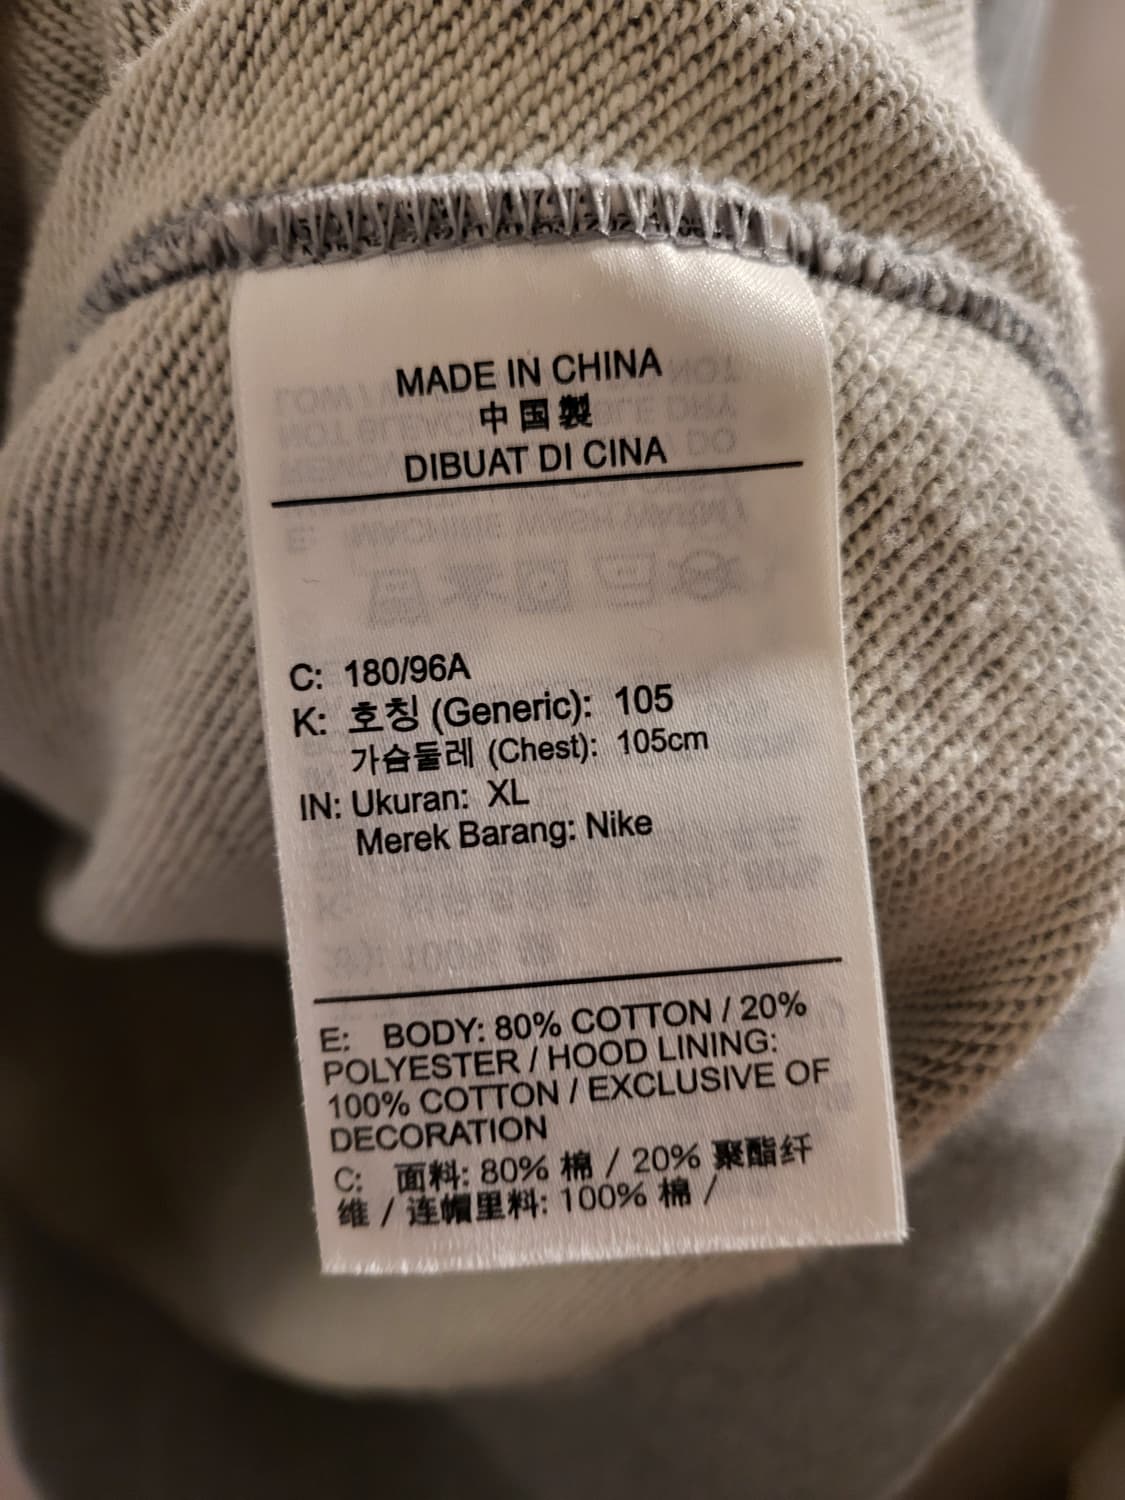 MADE IN CHINA
中国製
DIBUAT DI CINA
C: 180/96A
K: 호칭 (Generic): 105
가슴둘레 (Chest): 105cm
IN: Ukuran: XL
Merek Barang: Nike
E: BODY: 80% COTTON / 20%
POLYESTER / HOOD LINING:
100% COTTON / EXCLUSIVE OF
DECORATION
C: 面料: 80% 棉 / 20% 聚酯纤
维 / 连帽里料: 100% 棉 /